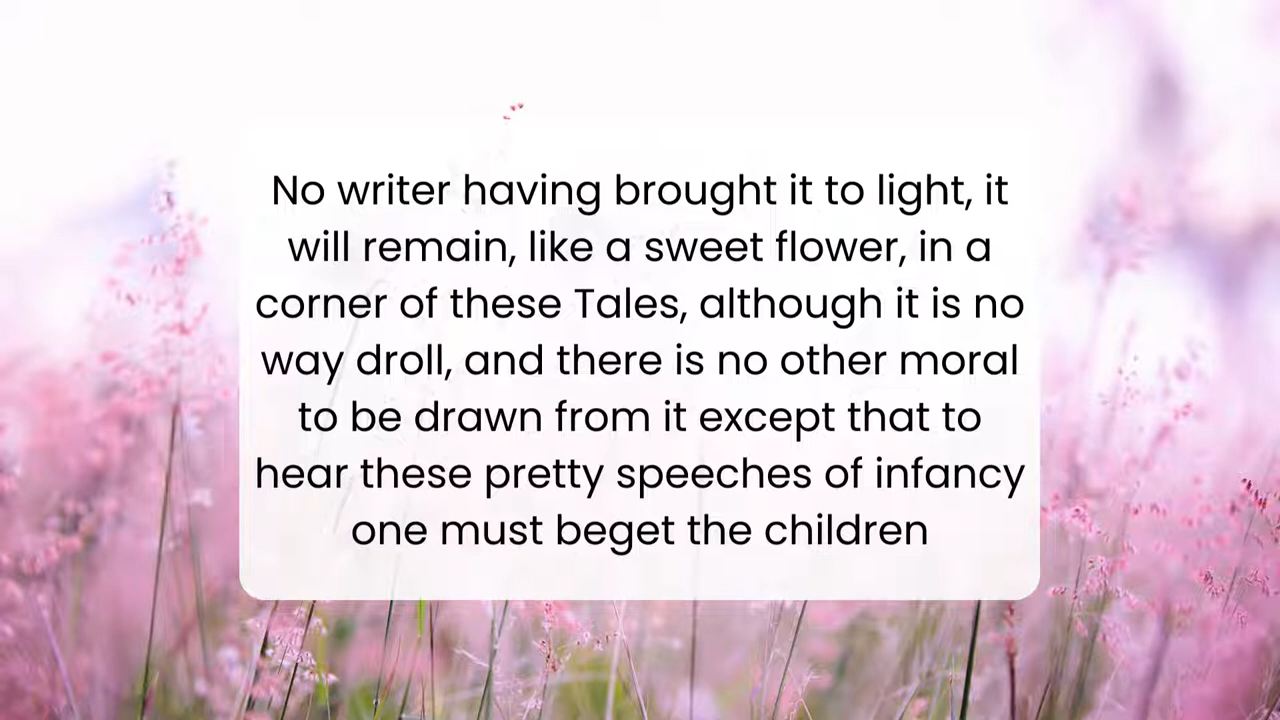 No writer having brought it to light, it
will remain, like a sweet flower, in a
corner of these Tales, although it is no
way droll, and there is no other moral
to be drawn from it except that to
hear these pretty speeches of infancy
one must beget the children